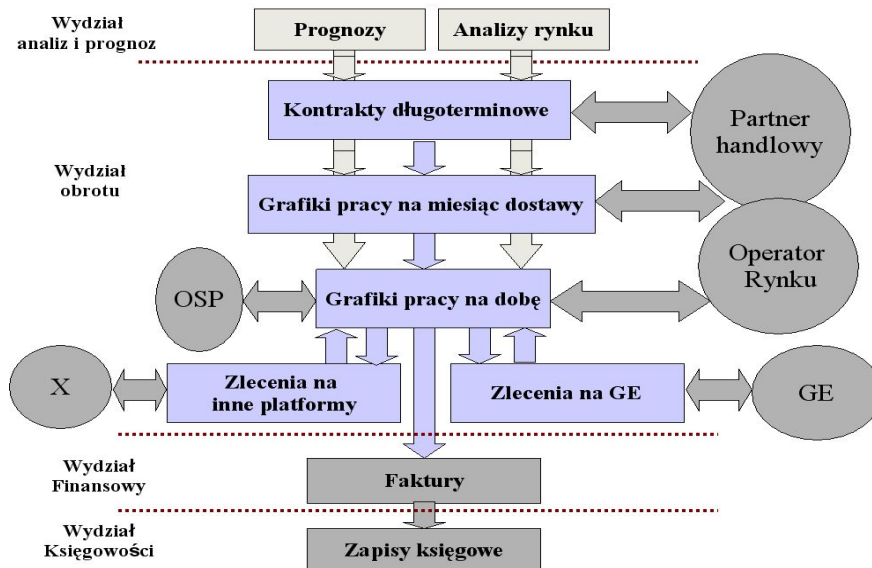 Wydział
analiz i prognoz
Prognozy
Analizy rynku
Kontrakty długoterminowe
Partner
handlowy
Wydział
obrotu
Grafiki pracy na miesiąc dostawy
Operator
Rynku
OSP
Grafiki pracy na dobę
X
Zlecenia na
inne platformy
Zlecenia na GE
GE
Wydział
Finansowy
Faktury
Wydział
Księgowości
Zapisy księgowe